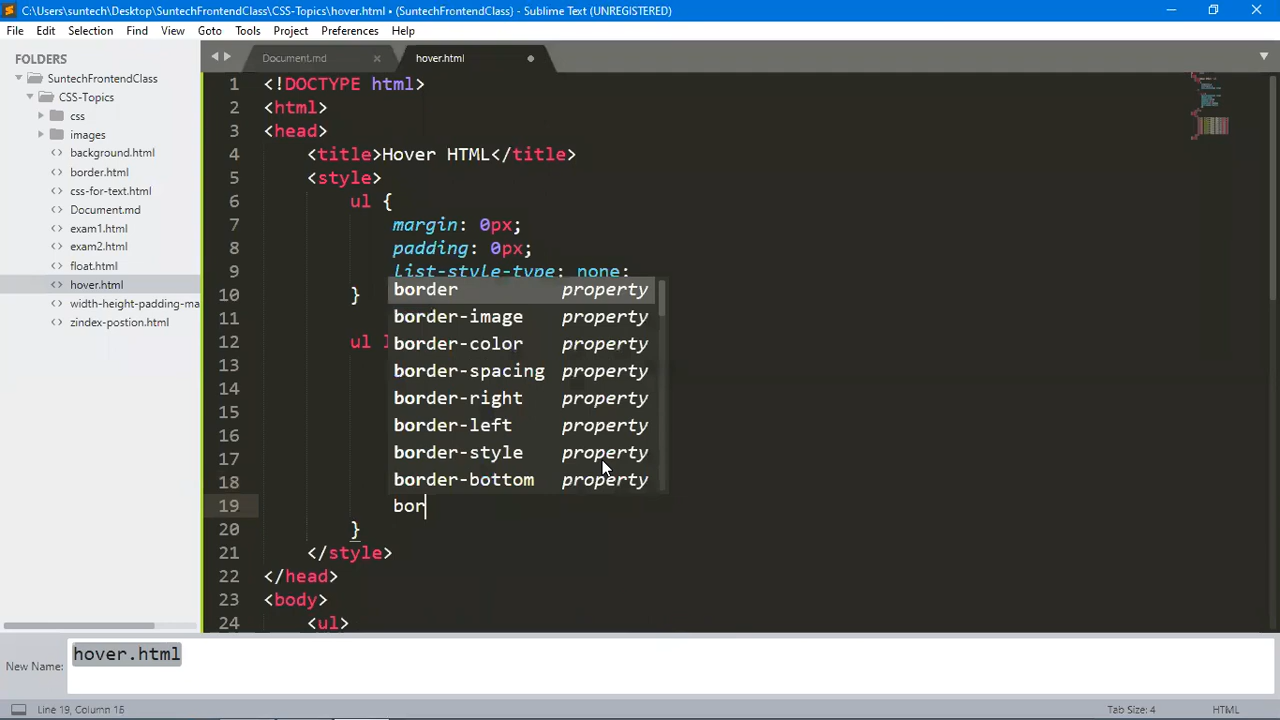 C:\Users\suntech\Desktop\SuntechFrontendClass\CSS-Topics\hover.html • (SuntechFrontendClass) - Sublime Text (UNREGISTERED)
File Edit Selection Find View Goto Tools Project Preferences Help
FOLDERS
SuntechFrontendClass
CSS-Topics
css
images
background.html
border.html
css-for-text.html
Document.md
exam1.html
exam2.html
float.html
hover.html
width-height-padding-ma
zindex-postion.html
Document.md
hover.html
1 <!DOCTYPE html>
2 <html>
3 <head>
4 <title>Hover HTML</title>
5 <style>
6 ul {
7 margin: 0px;
8 padding: 0px;
9 list-style-type: none;
10 }
11
12 ul l
13
14
15
16
17
18
border property
border-image property
border-color property
border-spacing property
border-right property
border-left property
border-style property
border-bottom property
19 bor
20 }
21 </style>
22 </head>
23 <body>
24 <ul>
New Name: hover.html
Line 19, Column 16
Tab Size: 4
HTML